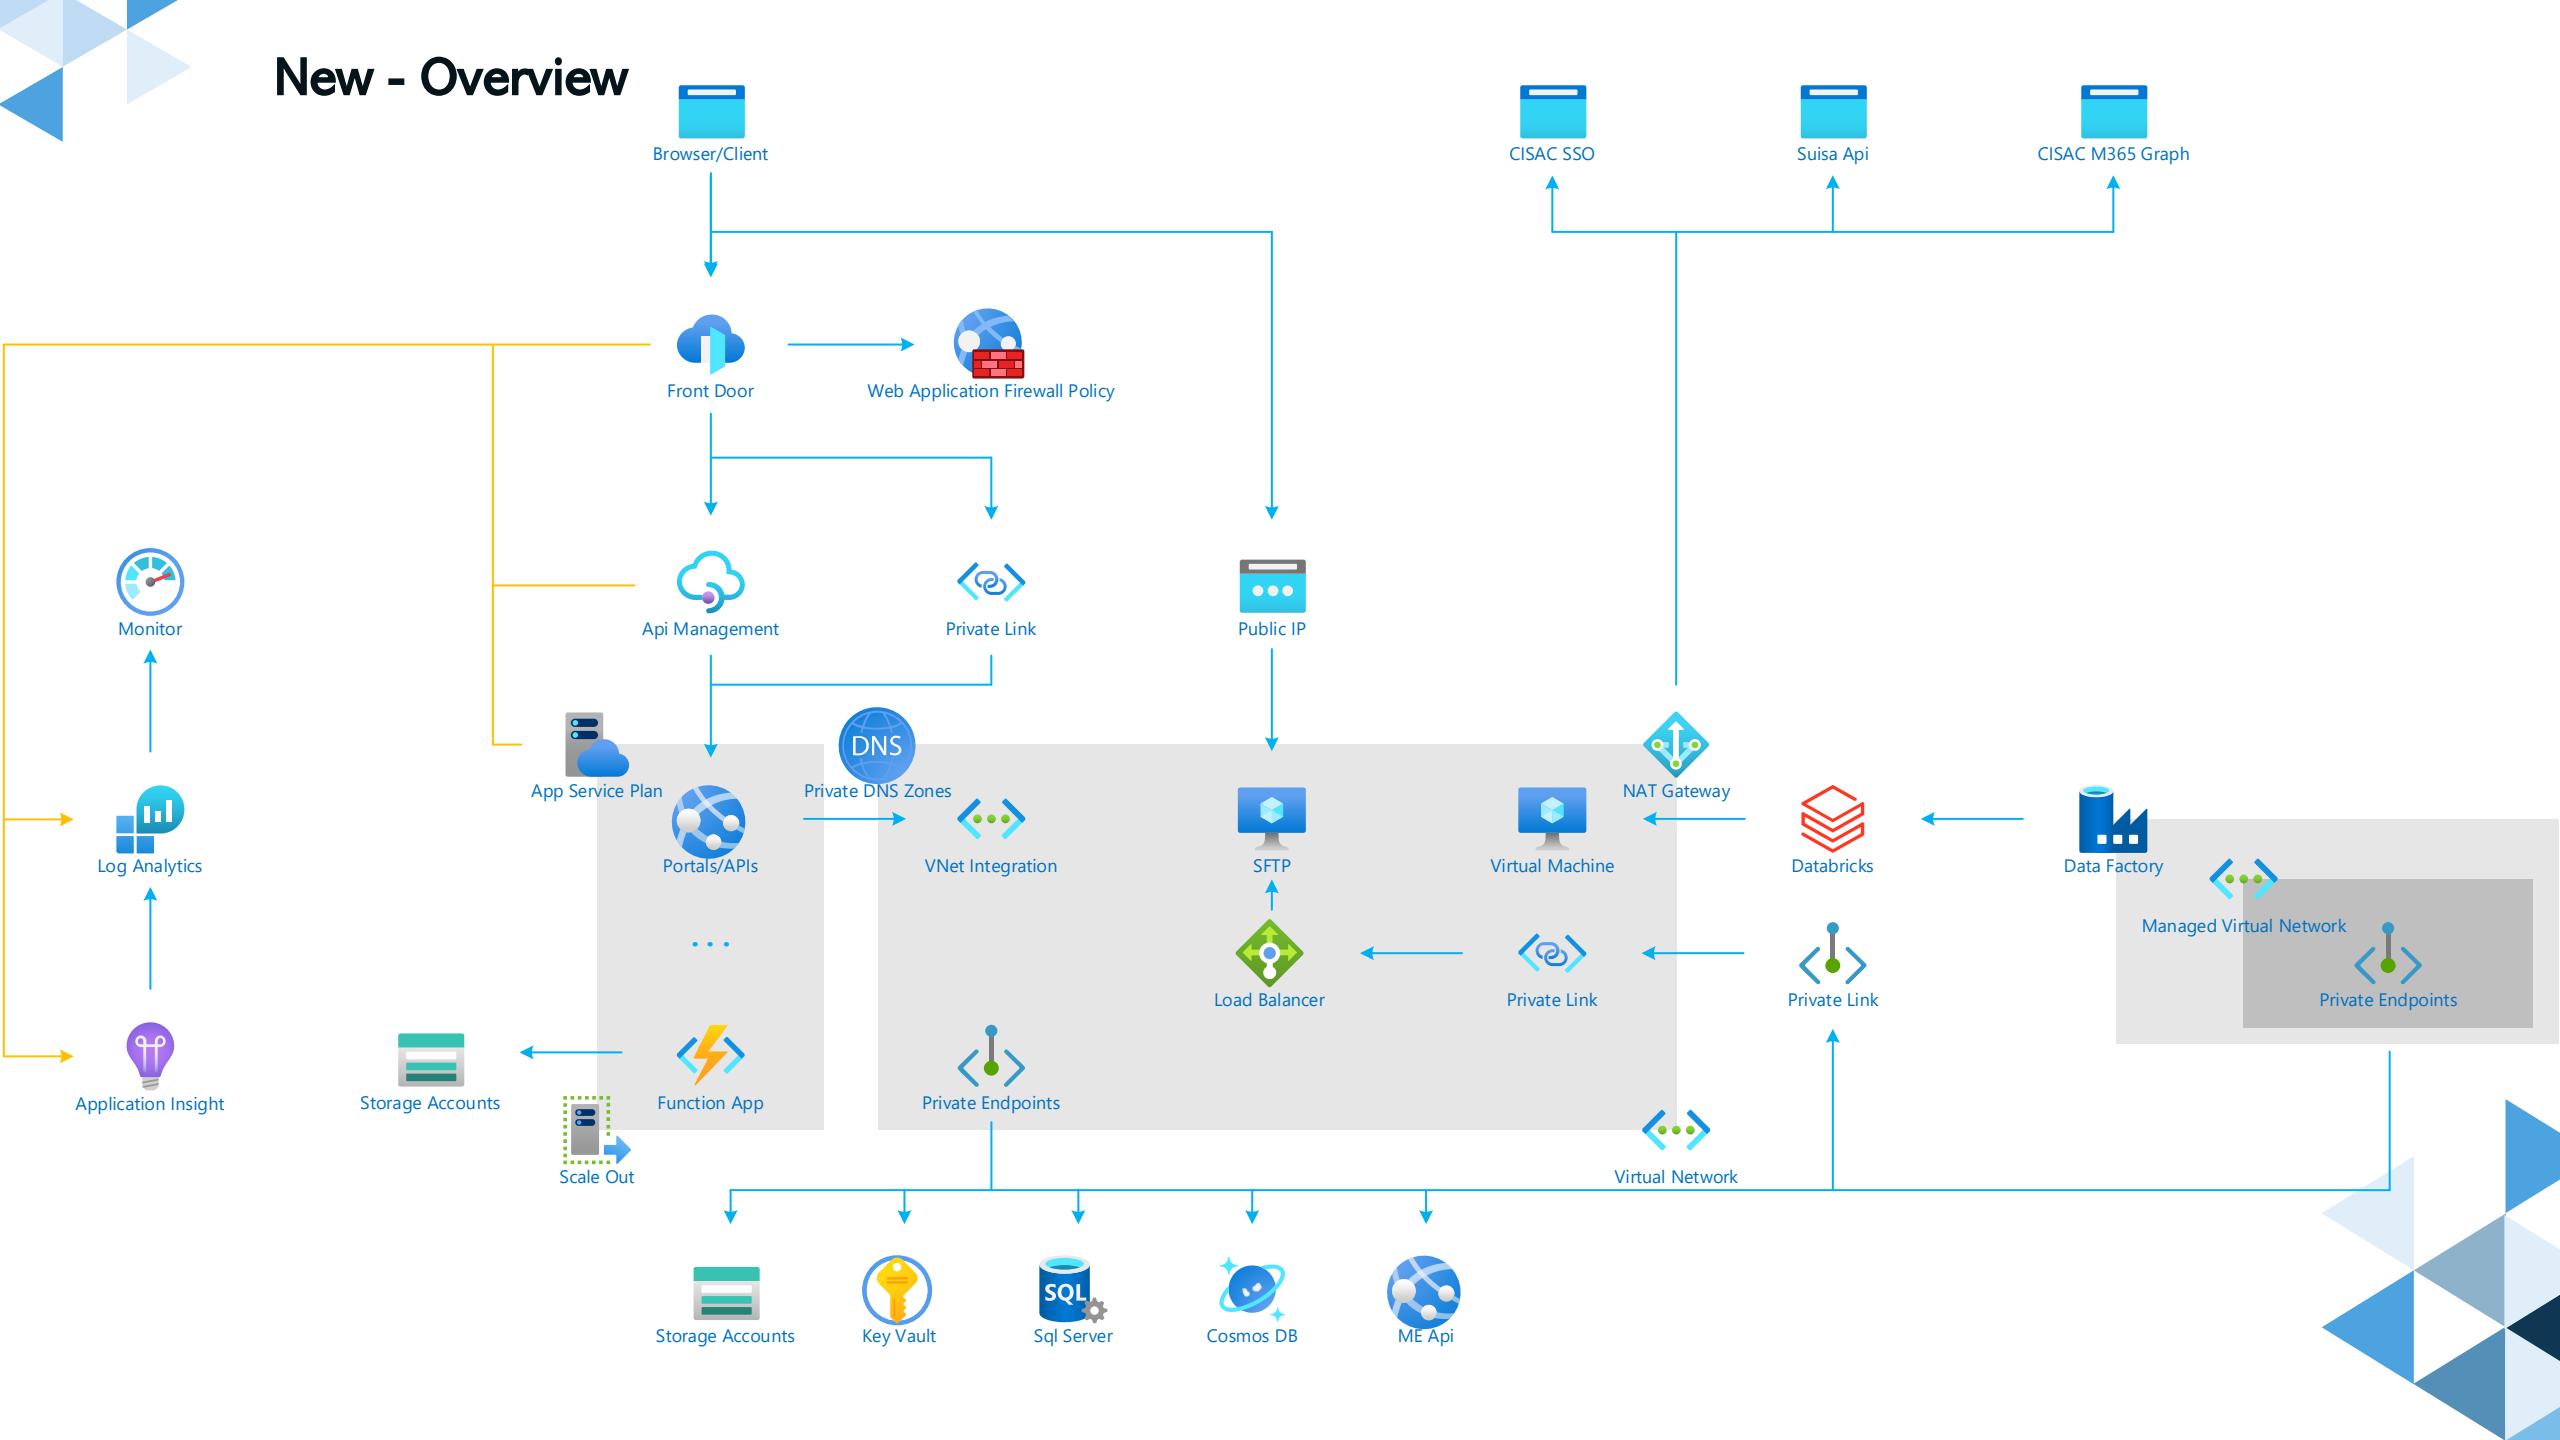 New - Overview
Browser/Client
CISAC SSO
Suisa Api
CISAC M365 Graph
Front Door
Web Application Firewall Policy
Monitor
Api Management
Private Link
Public IP
DNS
App Service Plan
Private DNS Zones
NAT Gateway
Log Analytics
Portals/APIs
VNet Integration
SFTP
Virtual Machine
Databricks
Data Factory
Managed Virtual Network
...
Load Balancer
Private Link
Private Link
Private Endpoints
Application Insight
Storage Accounts
Function App
Private Endpoints
Scale Out
Virtual Network
SQL
Storage Accounts
Key Vault
Sql Server
Cosmos DB
ME Api